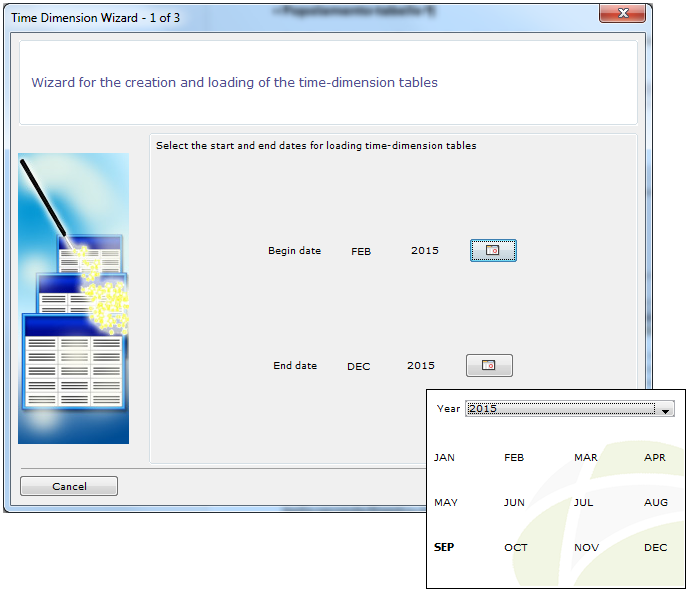 Time Dimension Wizard - 1 of 3
Wizard for the creation and loading of the time-dimension tables
Select the start and end dates for loading time-dimension tables
Begin date FEB 2015
End date DEC 2015
Cancel
Year 2015
JAN FEB MAR APR
MAY JUN JUL AUG
SEP OCT NOV DEC